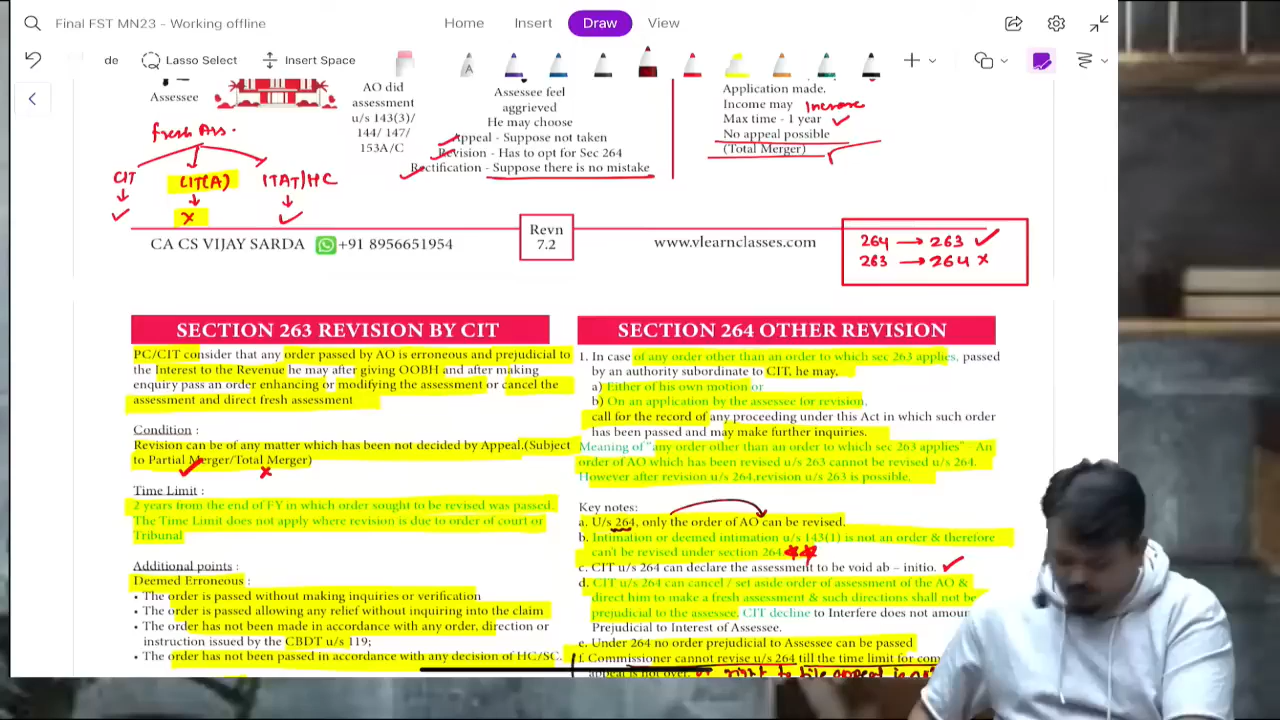 Final FST MN23 - Working offline
Home Insert Draw View
de Lasso Select Insert Space
Assessee
AO did
assessment
u/s 143(3)/
144/ 147/
153A/C
Assessee feel
aggrieved
He may choose
Appeal - Suppose not taken
Revision - Has to opt for Sec 264
Rectification - Suppose there is no mistake
Application made.
Income may Increase
Max time - 1 year
No appeal possible
(Total Merger)
fresh Ass.
CIT CIT(A) ITAT/HC
CA CS VIJAY SARDA +91 8956651954
Revn
7.2
www.vlearnclasses.com
264 → 263 ✓
263 → 264 x
SECTION 263 REVISION BY CIT
PC/CIT consider that any order passed by AO is erroneous and prejudicial to
the Interest to the Revenue he may after giving OOBH and after making
enquiry pass an order enhancing or modifying the assessment or cancel the
assessment and direct fresh assessment
Condition :
Revision can be of any matter which has been not decided by Appeal.(Subject
to Partial Merger/Total Merger)
Time Limit :
2 years from the end of FY in which order sought to be revised was passed.
The Time Limit does not apply where revision is due to order of court or
Tribunal
Additional points :
Deemed Erroneous :
• The order is passed without making inquiries or verification
• The order is passed allowing any relief without inquiring into the claim
• The order has not been made in accordance with any order, direction or
instruction issued by the CBDT u/s 119;
• The order has not been passed in accordance with any decision of HC/SC.
SECTION 264 OTHER REVISION
1. In case of any order other than an order to which sec 263 applies, passed
by an authority subordinate to CIT, he may,
a) Either of his own motion or
b) On an application by the assessee for revision,
call for the record of any proceeding under this Act in which such order
has been passed and may make further inquiries.
Meaning of "any order other than an order to which sec 263 applies" - An
order of AO which has been revised u/s 263 cannot be revised u/s 264.
However after revision u/s 264,revision u/s 263 is possible.
Key notes:
a. U/s 264, only the order of AO can be revised.
b. Intimation or deemed intimation u/s 143(1) is not an order & therefore
can't be revised under section 264.
c. CIT u/s 264 can declare the assessment to be void ab – initio.
d. CIT u/s 264 can cancel / set aside order of assessment of the AO &
direct him to make a fresh assessment & such directions shall not be
prejudicial to the assessee. CIT decline to Interfere does not amoun
Prejudicial to Interest of Assessee.
e. Under 264 no order prejudicial to Assessee can be passed
f. Commissioner cannot revise u/s 264 till the time limit for com
appeal is not over. or right to file appeal is